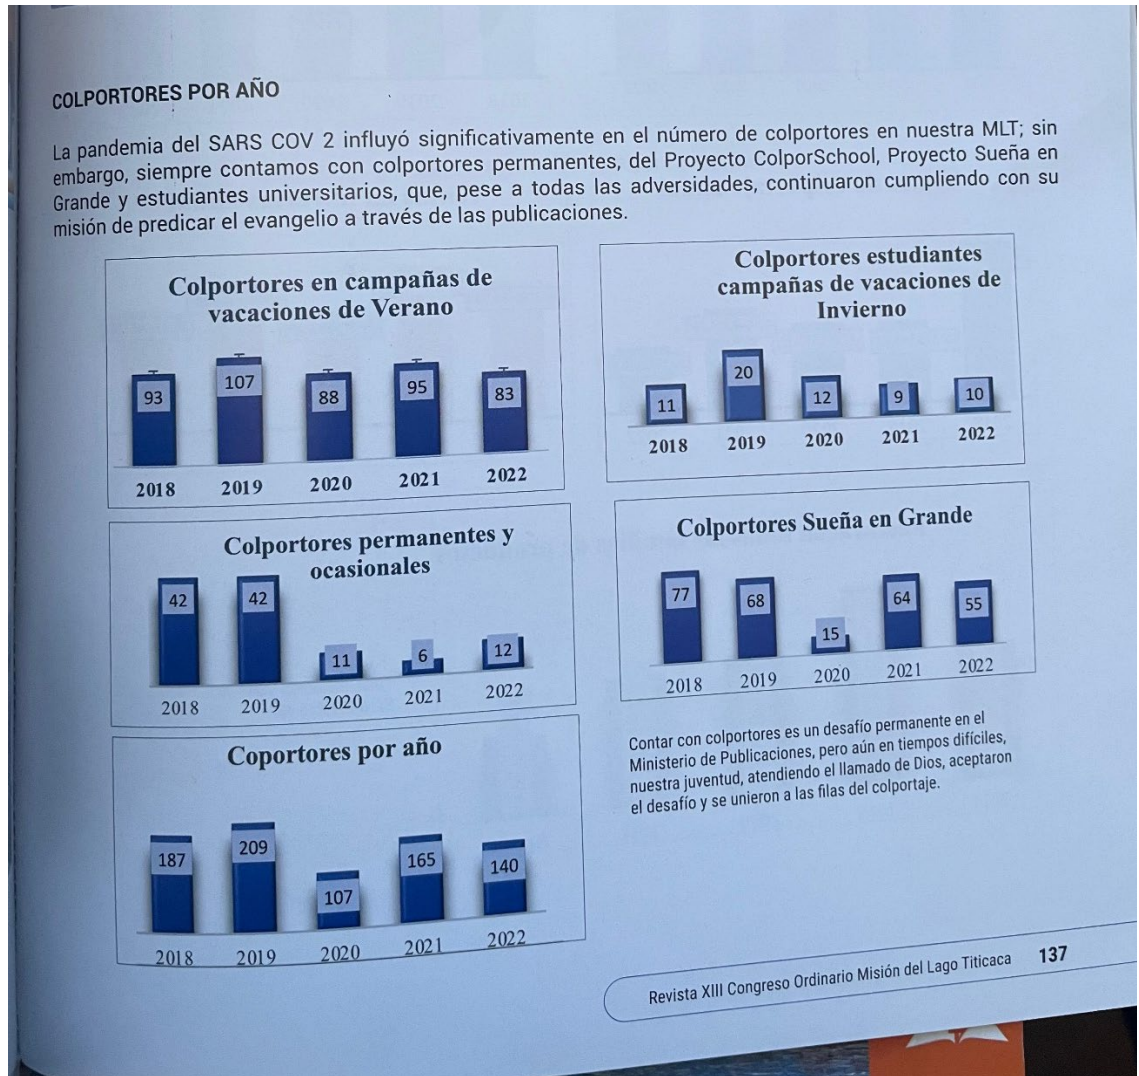 COLPORTORES POR AÑO
La pandemia del SARS COV 2 influyó significativamente en el número de colportores en nuestra MLT; sin
embargo, siempre contamos con colportores permanentes, del Proyecto ColporSchool, Proyecto Sueña en
Grande y estudiantes universitarios, que, pese a todas las adversidades, continuaron cumpliendo con su
misión de predicar el evangelio a través de las publicaciones.
Colportores en campañas de
vacaciones de Verano
93 107 88 95 83
2018 2019 2020 2021 2022
Colportores estudiantes
campañas de vacaciones de
Invierno
11 20 12 9 10
2018 2019 2020 2021 2022
Colportores permanentes y
ocasionales
42 42 11 6 12
2018 2019 2020 2021 2022
Colportores Sueña en Grande
77 68 15 64 55
2018 2019 2020 2021 2022
Coportores por año
187 209 107 165 140
2018 2019 2020 2021 2022
Contar con colportores es un desafío permanente en el
Ministerio de Publicaciones, pero aún en tiempos difíciles,
nuestra juventud, atendiendo el llamado de Dios, aceptaron
el desafío y se unieron a las filas del colportaje.
Revista XIII Congreso Ordinario Misión del Lago Titicaca 137